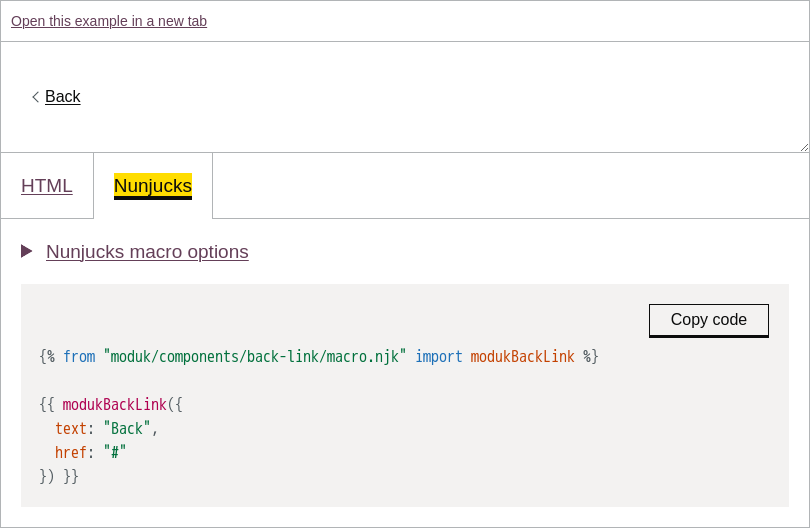 Open this example in a new tab
Back
HTML
Nunjucks
Nunjucks macro options
Copy code
{% from "moduk/components/back-link/macro.njk" import modukBackLink %}
{{ modukBackLink({
  text: "Back",
  href: "#"
}) }}